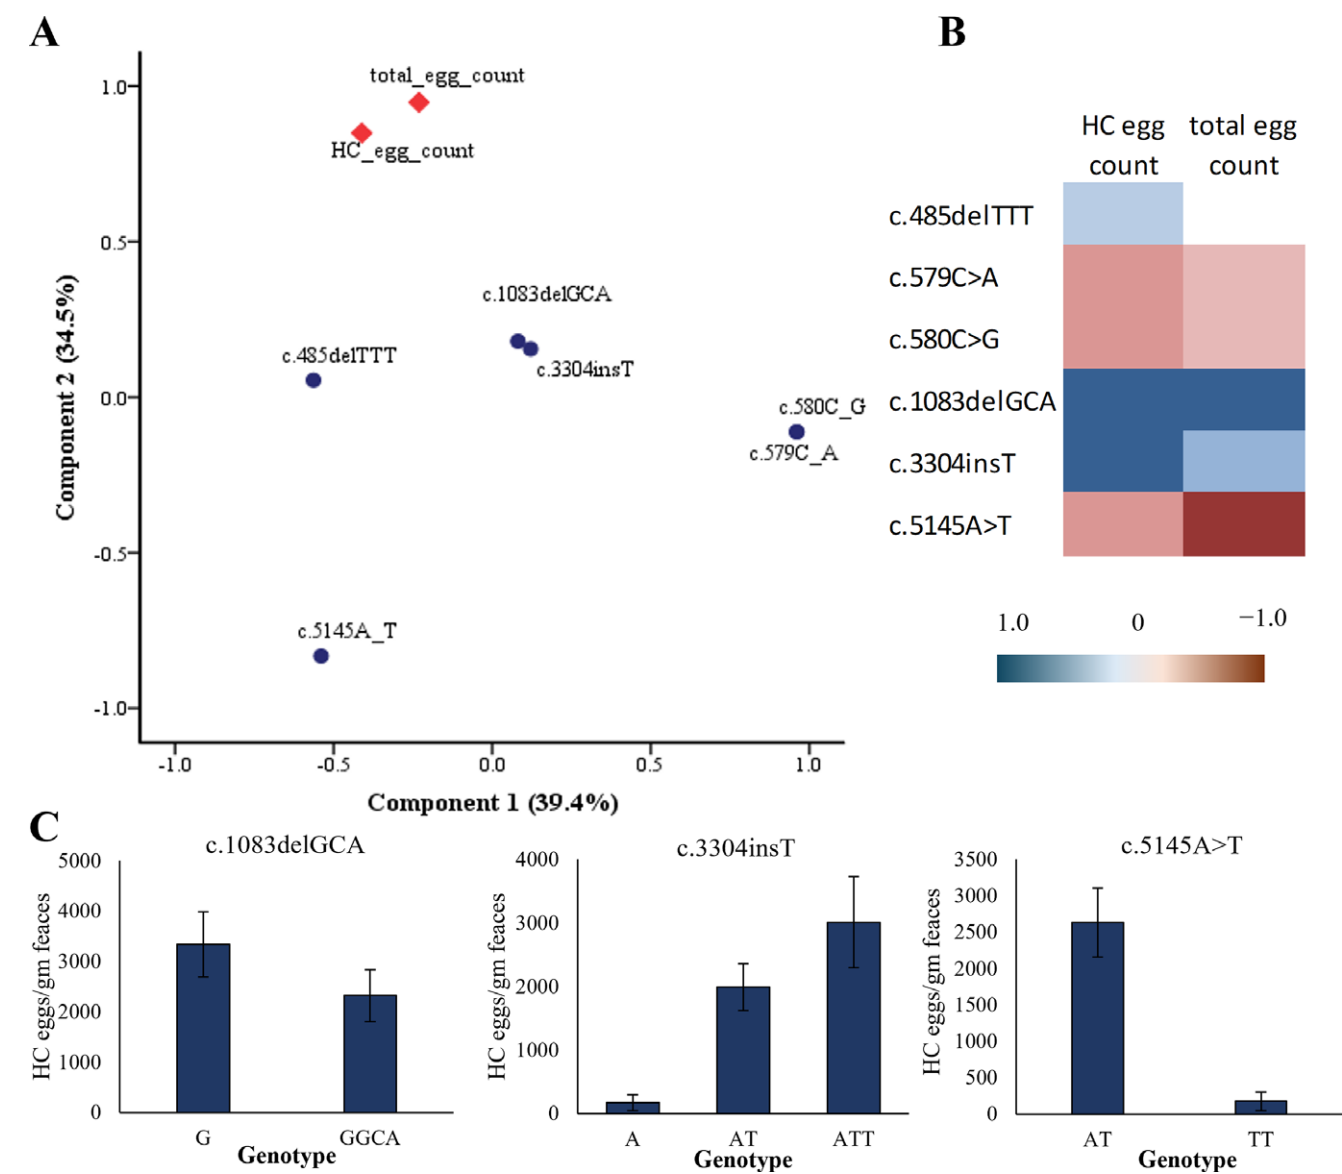 A
B
total_egg_count
HC_egg_count
c.1083delGCA
c.485delTTT
c.3304insT
c.580C_G
c.579C_A
c.5145A_T
1.0
0.5
0.0
-0.5
-1.0
Component 2 (34.5%)
-1.0
-0.5
0.0
0.5
1.0
Component 1 (39.4%)
HC egg
count
total egg
count
c.485delTTT
c.579C>A
c.580C>G
c.1083delGCA
c.3304insT
c.5145A>T
1.0
0
−1.0
C
c.1083delGCA
5000
4000
3000
2000
1000
0
HC eggs/gm feaces
G
GGCA
Genotype
c.3304insT
4000
3000
2000
1000
0
HC eggs/gm feaces
A
AT
ATT
Genotype
c.5145A>T
3500
3000
2500
2000
1500
1000
500
0
HC eggs/gm feaces
AT
TT
Genotype